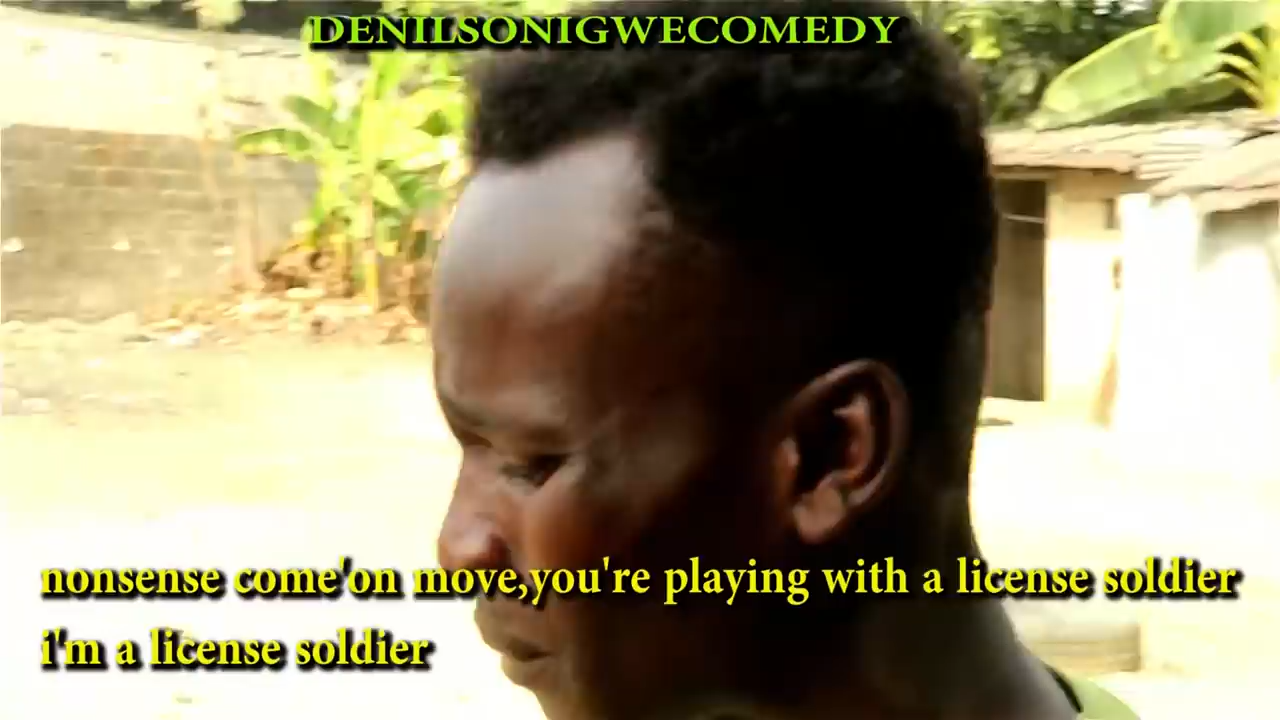 DENILSONIGWECOMEDY
nonsense come'on move,you're playing with a license soldier
i'm a license soldier